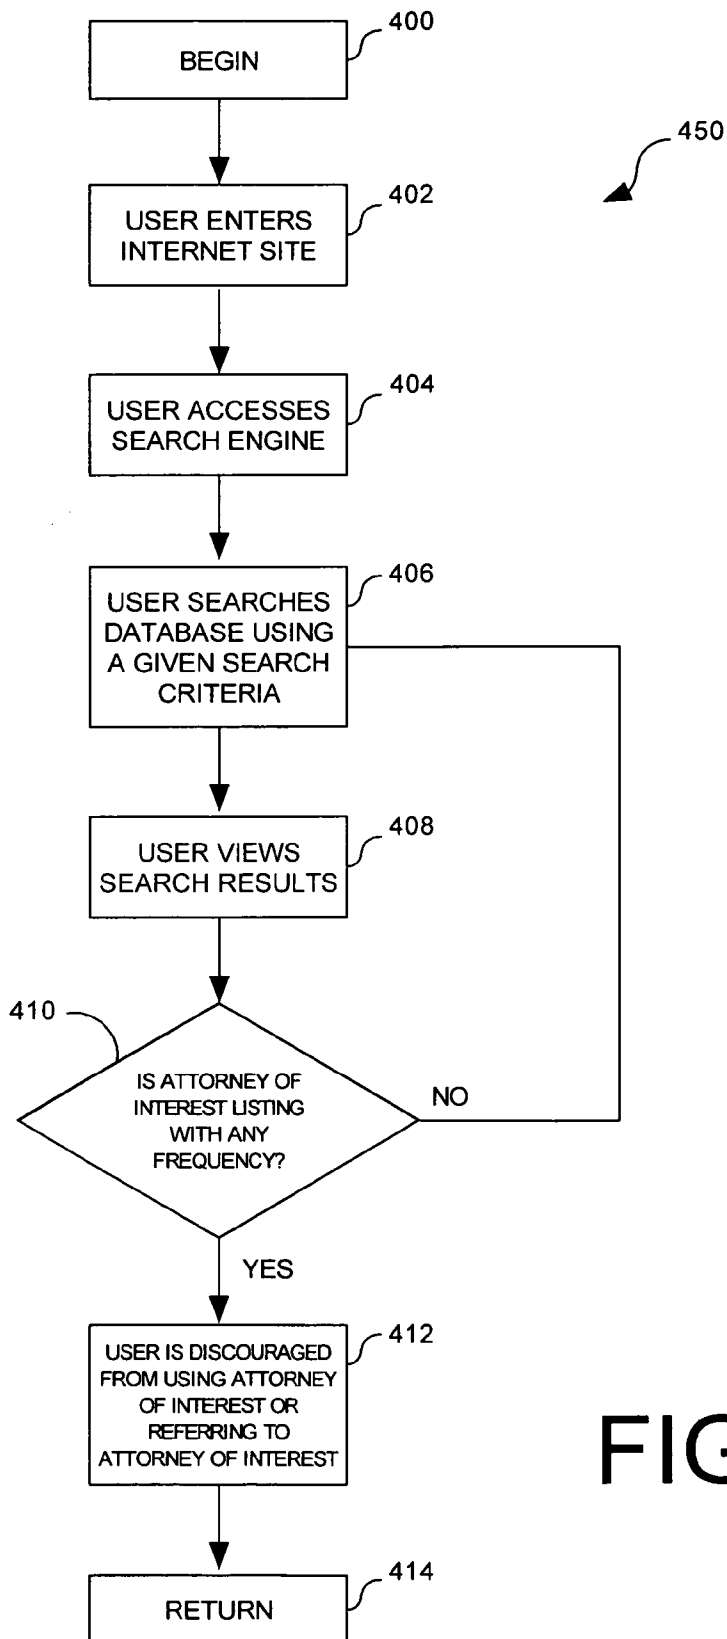 400
BEGIN
450
402
USER ENTERS
INTERNET SITE
404
USER ACCESSES
SEARCH ENGINE
406
USER SEARCHES
DATABASE USING
A GIVEN SEARCH
CRITERIA
408
USER VIEWS
SEARCH RESULTS
410
IS ATTORNEY OF
INTEREST LISTING
WITH ANY
FREQUENCY?
NO
YES
412
USER IS DISCOURAGED
FROM USING ATTORNEY
OF INTEREST OR
REFERRING TO
ATTORNEY OF INTEREST
FIG
414
RETURN